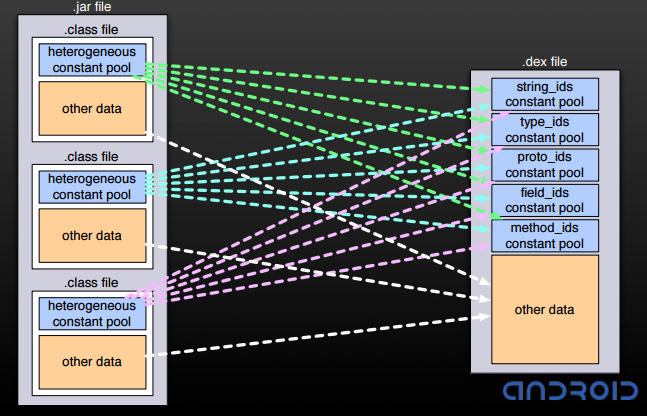 .jar file
.class file
heterogeneous
constant pool
other data
.class file
heterogeneous
constant pool
other data
.class file
heterogeneous
constant pool
other data
.dex file
string_ids
constant pool
type_ids
constant pool
proto_ids
constant pool
field_ids
constant pool
method_ids
constant pool
other data
ANDROID